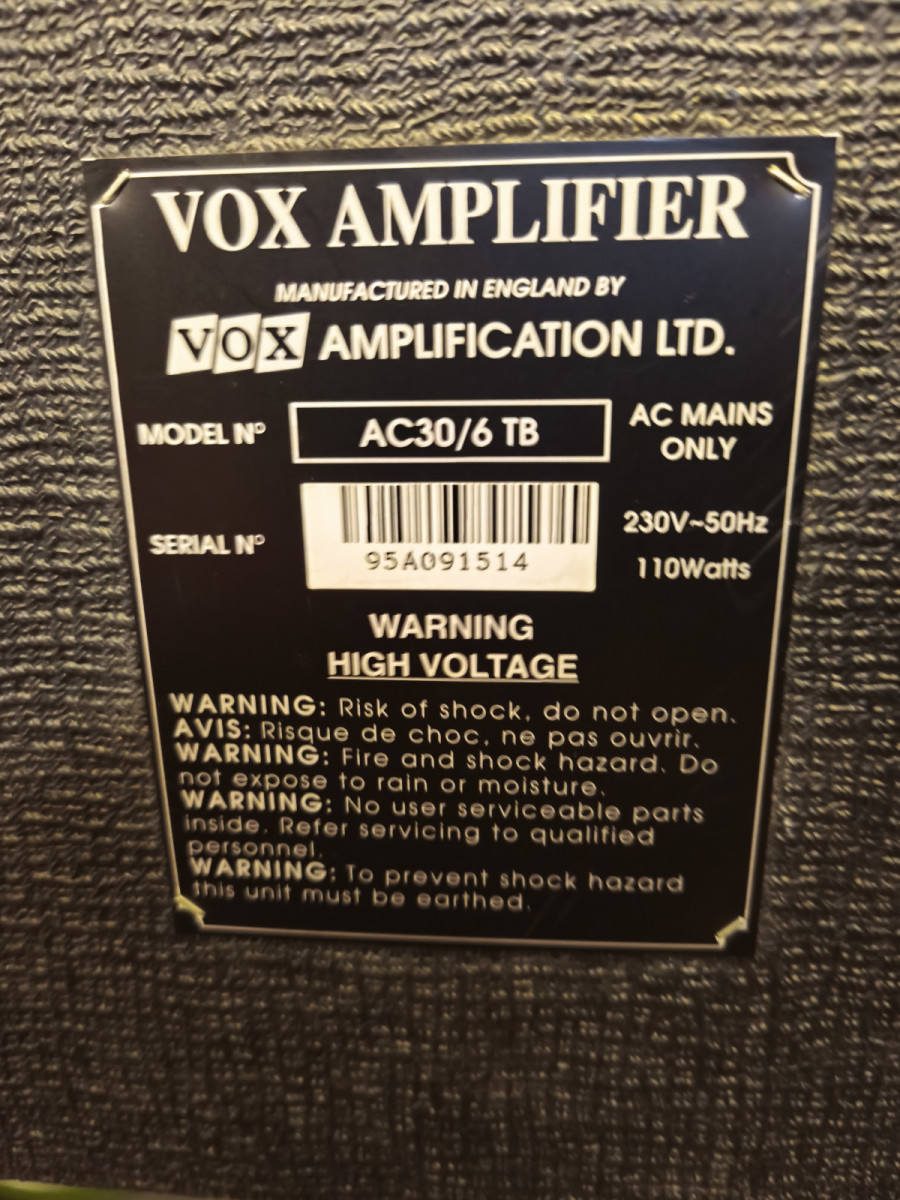 VOX AMPLIFIER
MANUFACTURED IN ENGLAND BY
VOX AMPLIFICATION LTD.
MODEL Nº AC30/6 TB AC MAINS ONLY
SERIAL Nº 95A091514 230V~50Hz
110Watts
WARNING
HIGH VOLTAGE
WARNING: Risk of shock, do not open.
AVIS: Risque de choc, ne pas ouvrir.
WARNING: Fire and shock hazard. Do
not expose to rain or moisture.
WARNING: No user serviceable parts
inside. Refer servicing to qualified
personnel.
WARNING: To prevent shock hazard
this unit must be earthed.